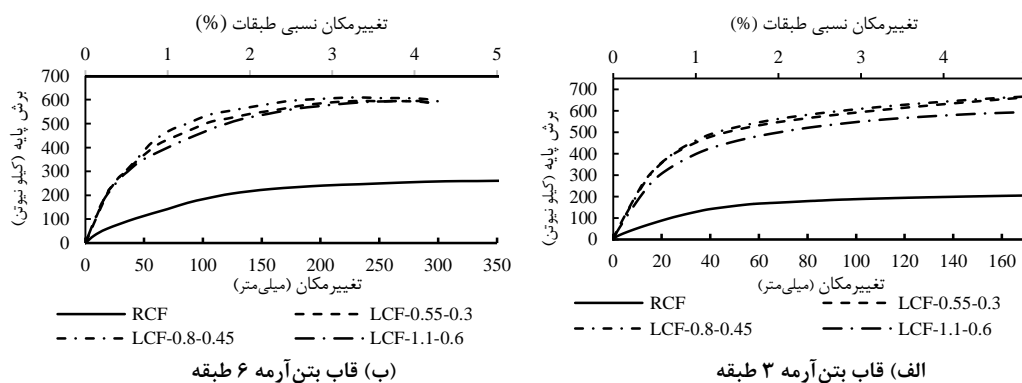 تغییرمکان نسبی طبقات (%)
0 1 2 3 4 5
700
600
500
400
300
200
100
0
برش پایه (کیلو نیوتن)
0 50 100 150 200 250 300 350
تغییرمکان (میلی‌متر)
RCF LCF-0.55-0.3
LCF-0.8-0.45 LCF-1.1-0.6
(ب) قاب بتن‌آرمه ۶ طبقه
تغییرمکان نسبی طبقات (%)
0 1 2 3 4
700
600
500
400
300
200
100
0
برش پایه (کیلو نیوتن)
0 20 40 60 80 100 120 140 160
تغییرمکان (میلی‌متر)
RCF LCF-0.55-0.3
LCF-0.8-0.45 LCF-1.1-0.6
الف) قاب بتن‌آرمه ۳ طبقه